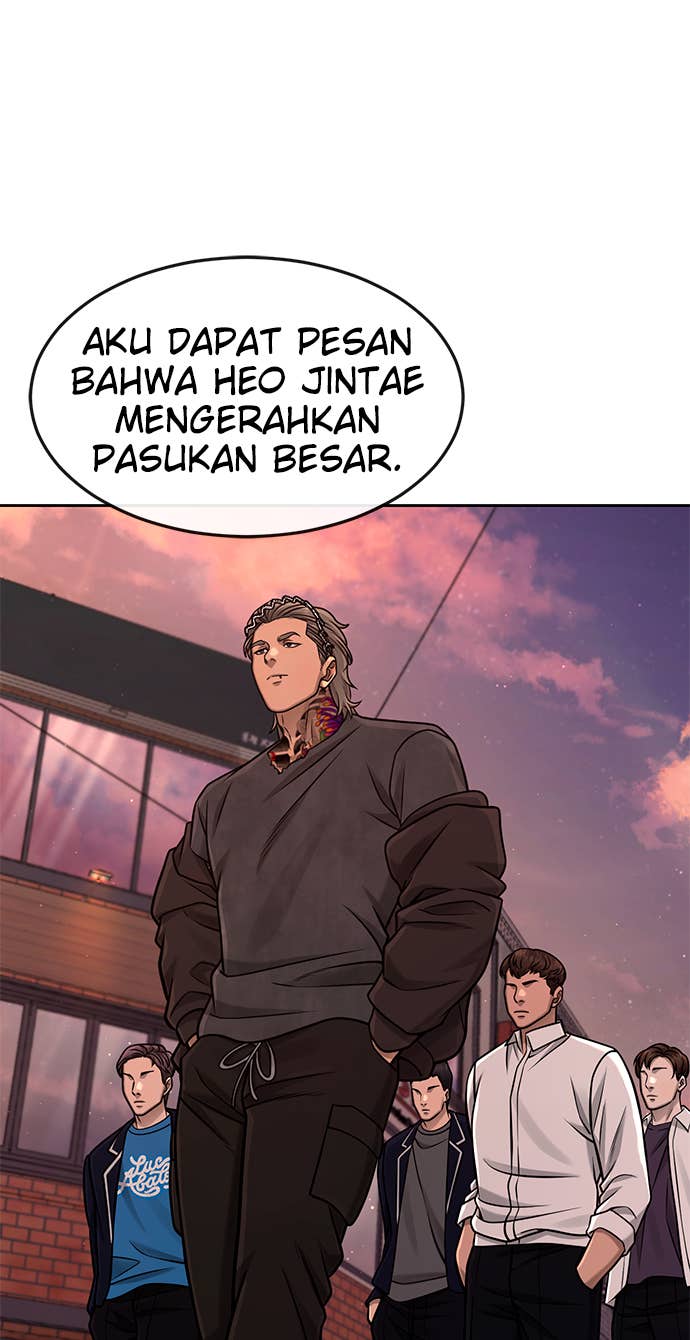 AKU DAPAT PESAN
BAHWA HEO JINTAE
MENGERAHKAN
PASUKAN BESAR.